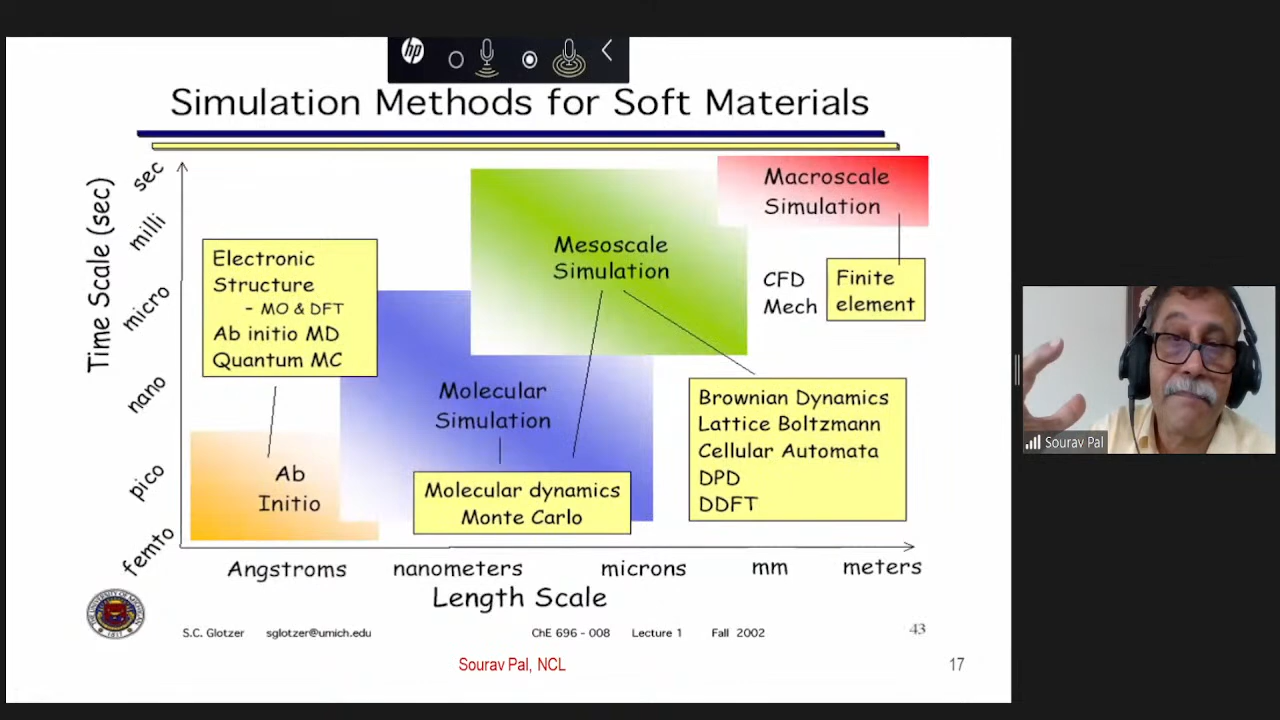 hp
Simulation Methods for Soft Materials
Time Scale (sec)
sec
milli
micro
nano
pico
femto
Electronic
Structure
- MO & DFT
Ab initio MD
Quantum MC
Ab
Initio
Molecular
Simulation
Molecular dynamics
Monte Carlo
Mesoscale
Simulation
Macroscale
Simulation
CFD
Mech
Finite
element
Brownian Dynamics
Lattice Boltzmann
Cellular Automata
DPD
DDFT
Angstroms
nanometers
microns
mm
meters
Length Scale
S.C. Glotzer sglotzer@umich.edu
ChE 696 - 008 Lecture 1 Fall 2002
43
Sourav Pal, NCL
17
Sourav Pal